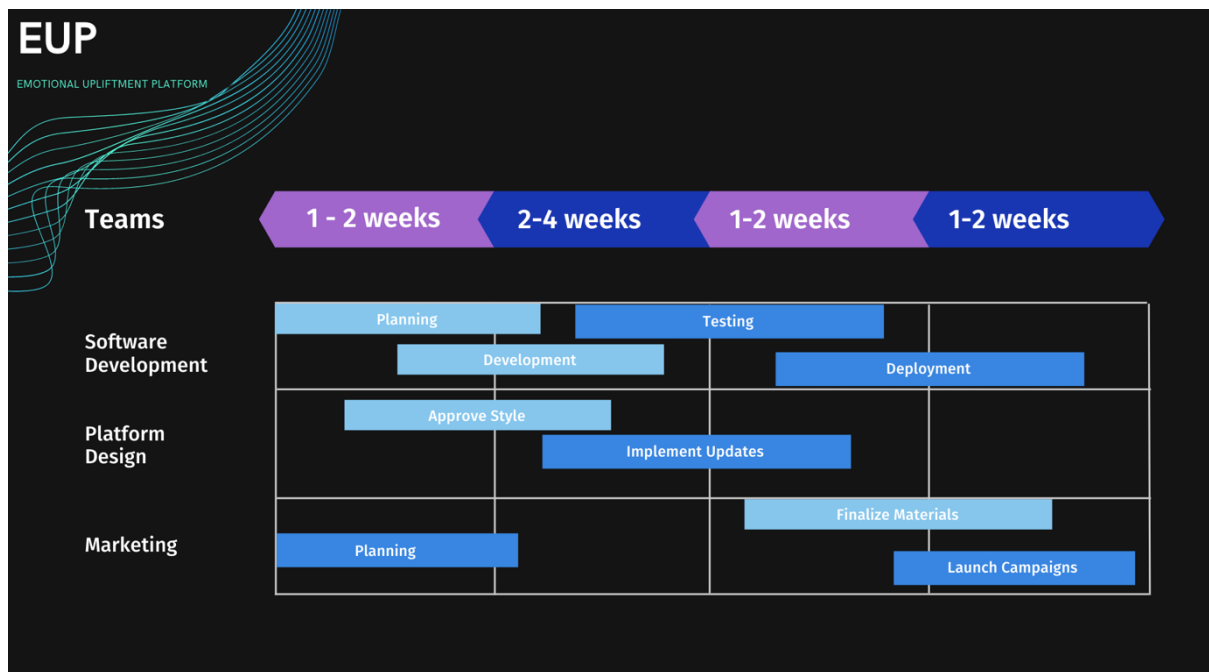 EUP
EMOTIONAL UPLIFTMENT PLATFORM
Teams
1 - 2 weeks
2-4 weeks
1-2 weeks
1-2 weeks
Software
Development
Planning
Testing
Development
Deployment
Platform
Design
Approve Style
Implement Updates
Marketing
Finalize Materials
Planning
Launch Campaigns